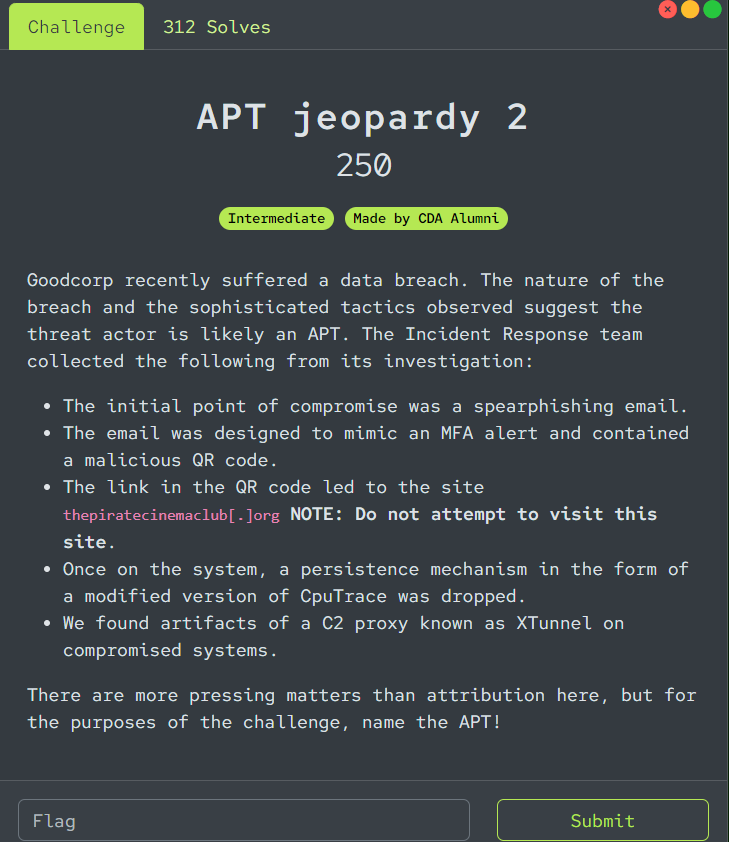 Challenge
312 Solves
APT jeopardy 2
250
Intermediate
Made by CDA Alumni
Goodcorp recently suffered a data breach. The nature of the
breach and the sophisticated tactics observed suggest the
threat actor is likely an APT. The Incident Response team
collected the following from its investigation:
• The initial point of compromise was a spearphishing email.
• The email was designed to mimic an MFA alert and contained
a malicious QR code.
• The link in the QR code led to the site
thepiratecinemaclub[.]org NOTE: Do not attempt to visit this
site.
• Once on the system, a persistence mechanism in the form of
a modified version of CpuTrace was dropped.
• We found artifacts of a C2 proxy known as XTunnel on
compromised systems.
There are more pressing matters than attribution here, but for
the purposes of the challenge, name the APT!
Flag
Submit